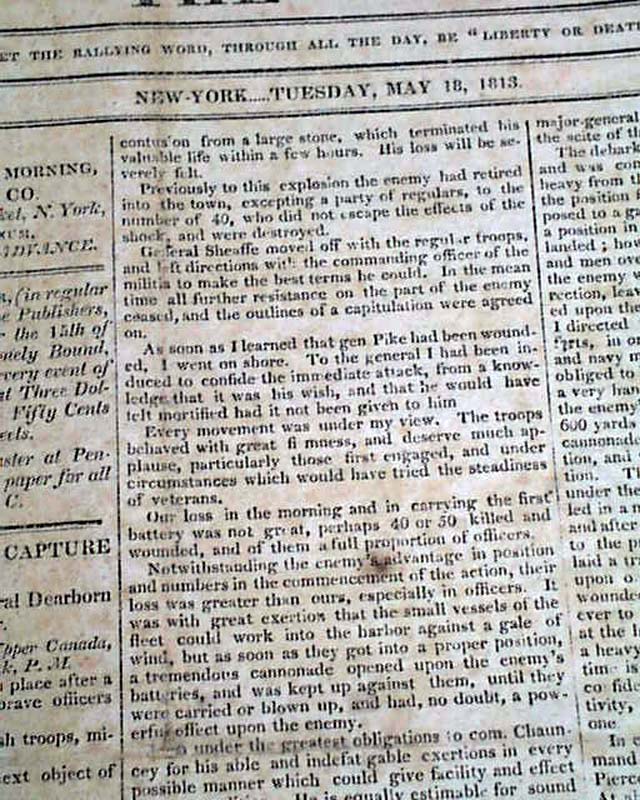 ET THE RALLYING WORD, THROUGH ALL THE DAY, BE "LIBERTY OR DEAT
NEW-YORK.....TUESDAY, MAY 18, 1813.
MORNING,
CO.
N. York,
ADVANCE.
(in regular
e Publishers,
the 15th of
Bound,
very event of
at Three Dol-
Fifty Cents
ster at Pen-
paper for all
C.
CAPTURE
ral Dearborn
pper Canada,
k, P. M.
place after a
brave officers
sh troops, mi-
ext object of
contus on from a large stone, which terminated his
valuable life within a few hours. His loss will be se-
verely felt.
Previously to this explosion the enemy had retired
into the town, excepting a party of regulars, to the
number of 40, who did not escape the effects of the
shock, and were destroyed.
General Sheaffe moved off with the regular troops,
and left directions with the commanding officer of the
militia to make the best terms he could. In the mean
time all further resistance on the part of the enemy
ceased, and the outlines of a capitulation were agreed
on.
As soon as I learned that gen Pike had been wound-
ed, I went on shore. To the general I had been in-
duced to confide the immediate attack, from a know-
ledge that it was his wish, and that he would have
felt mortified had it not been given to him
Every movement was under my view. The troops
behaved with great fi mness, and deserve much ap-
plause, particularly those first engaged, and under
circumstances which would have tried the steadiness
of veterans.
Our loss in the morning and in carrying the first
battery was not great, perhaps 40 or 50 killed and
wounded, and of them a full proportion of officers.
Notwithstanding the enemy's advantage in position
and numbers in the commencement of the action, their
loss was greater than ours, especially in officers. It
was with great exertion that the small vessels of the
fleet could work into the harbor against a gale of
wind, but as soon as they got into a proper position,
a tremendous cannonade opened upon the enemy's
batteries, and was kept up against them, until they
were carried or blown up, and had, no doubt, a pow-
erful effect upon the enemy.
under the greatest obligations to com. Chaun-
cey for his able and indefat gable exertions in every
possible manner which could give facility and effect
He is equally estimable for sound
major-general
the scite of th
The debark
and was con
heavy from t
the position
posed to a ga
a position in
landed; how
and men ove
the enemy w
rection, leav
ed upon the
I directed
in or
and navy n
obliged to
a very han
the enemy
600 yards
cannonade
tion, and
tion. Th
under the
led in a n
and after
to the p
laid a tr
upon o
wounde
ever to
at the
a heavy
time is
co fid
tivity,
one
In c
mand
Pierc